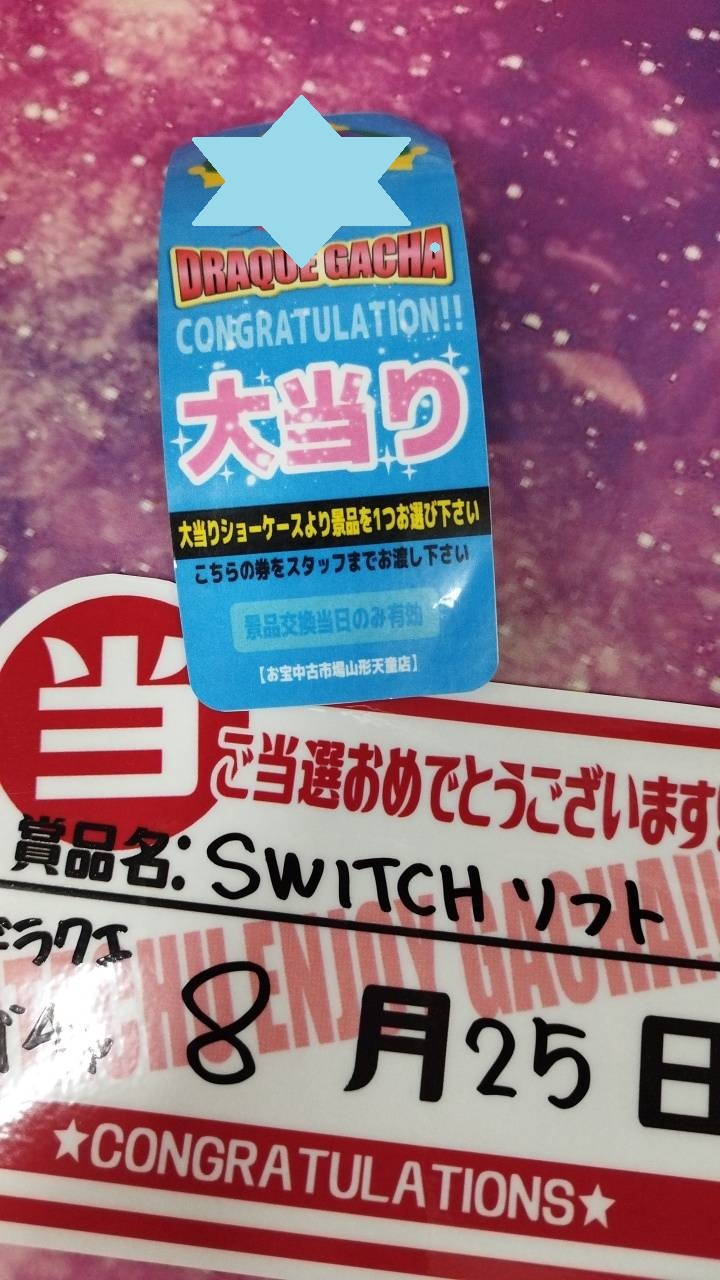 DRAQUE GACHA
CONGRATULATION!!
大当り
大当りショーケースより景品を1つお選び下さい
こちらの券をスタッフまでお渡し下さい
景品交換当日のみ有効
【お宝中古市場山形天童店】
当
ご当選おめでとうございます
賞品名: SWITCH ソフト
ドラクエ
ENJOY GACHA!!
8月25日
★CONGRATULATIONS★